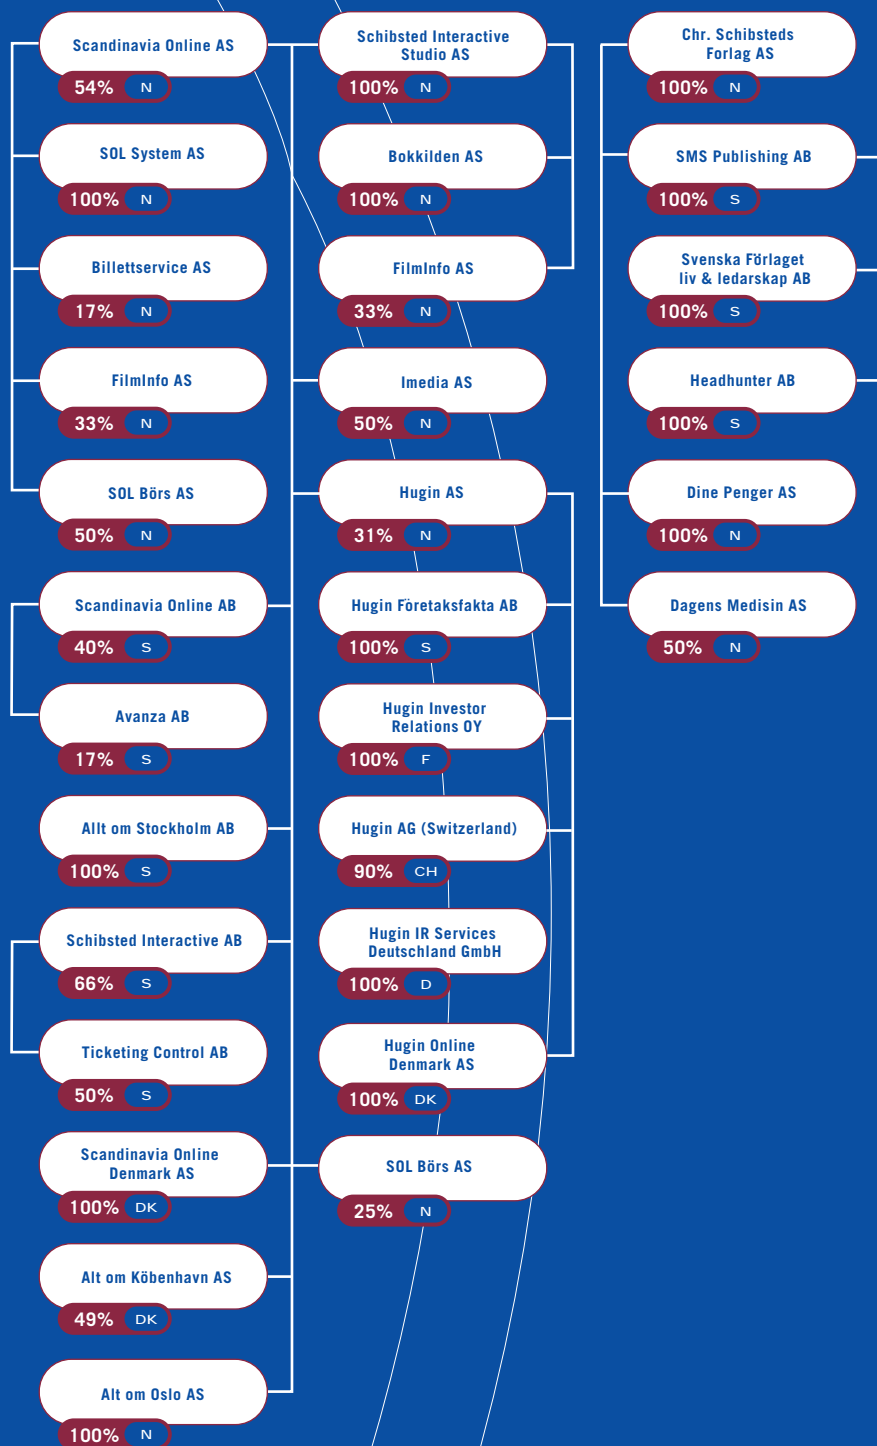 Scandinavia Online AS
54% N
SOL System AS
100% N
Billettservice AS
17% N
FilmInfo AS
33% N
SOL Börs AS
50% N
Scandinavia Online AB
40% S
Avanza AB
17% S
Allt om Stockholm AB
100% S
Schibsted Interactive AB
66% S
Ticketing Control AB
50% S
Scandinavia Online
Denmark AS
100% DK
Alt om Köbenhavn AS
49% DK
Alt om Oslo AS
100% N
Schibsted Interactive
Studio AS
100% N
Bokkilden AS
100% N
FilmInfo AS
33% N
Imedia AS
50% N
Hugin AS
31% N
Hugin Företaksfakta AB
100% S
Hugin Investor
Relations OY
100% F
Hugin AG (Switzerland)
90% CH
Hugin IR Services
Deutschland GmbH
100% D
Hugin Online
Denmark AS
100% DK
SOL Börs AS
25% N
Chr. Schibsteds
Forlag AS
100% N
SMS Publishing AB
100% S
Svenska Förlaget
liv & ledarskap AB
100% S
Headhunter AB
100% S
Dine Penger AS
100% N
Dagens Medisin AS
50% N